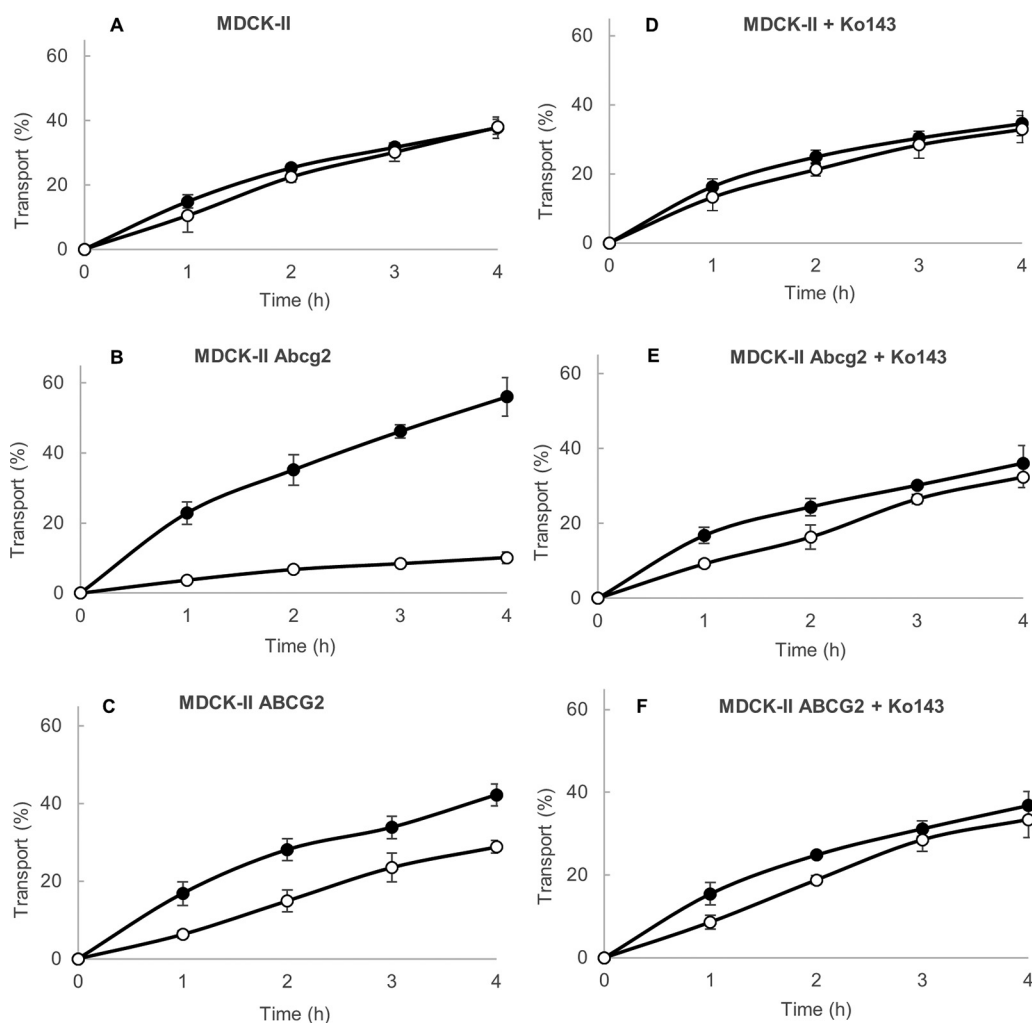 A MDCK-II
Transport (%)
60
40
20
0
0 1 2 3 4
Time (h)
D MDCK-II + Ko143
Transport (%)
60
40
20
0
0 1 2 3 4
Time (h)
B MDCK-II Abcg2
Transport (%)
60
40
20
0
0 1 2 3 4
Time (h)
E MDCK-II Abcg2 + Ko143
Transport (%)
60
40
20
0
0 1 2 3 4
Time (h)
C MDCK-II ABCG2
Transport (%)
60
40
20
0
0 1 2 3 4
Time (h)
F MDCK-II ABCG2 + Ko143
Transport (%)
60
40
20
0
0 1 2 3 4
Time (h)